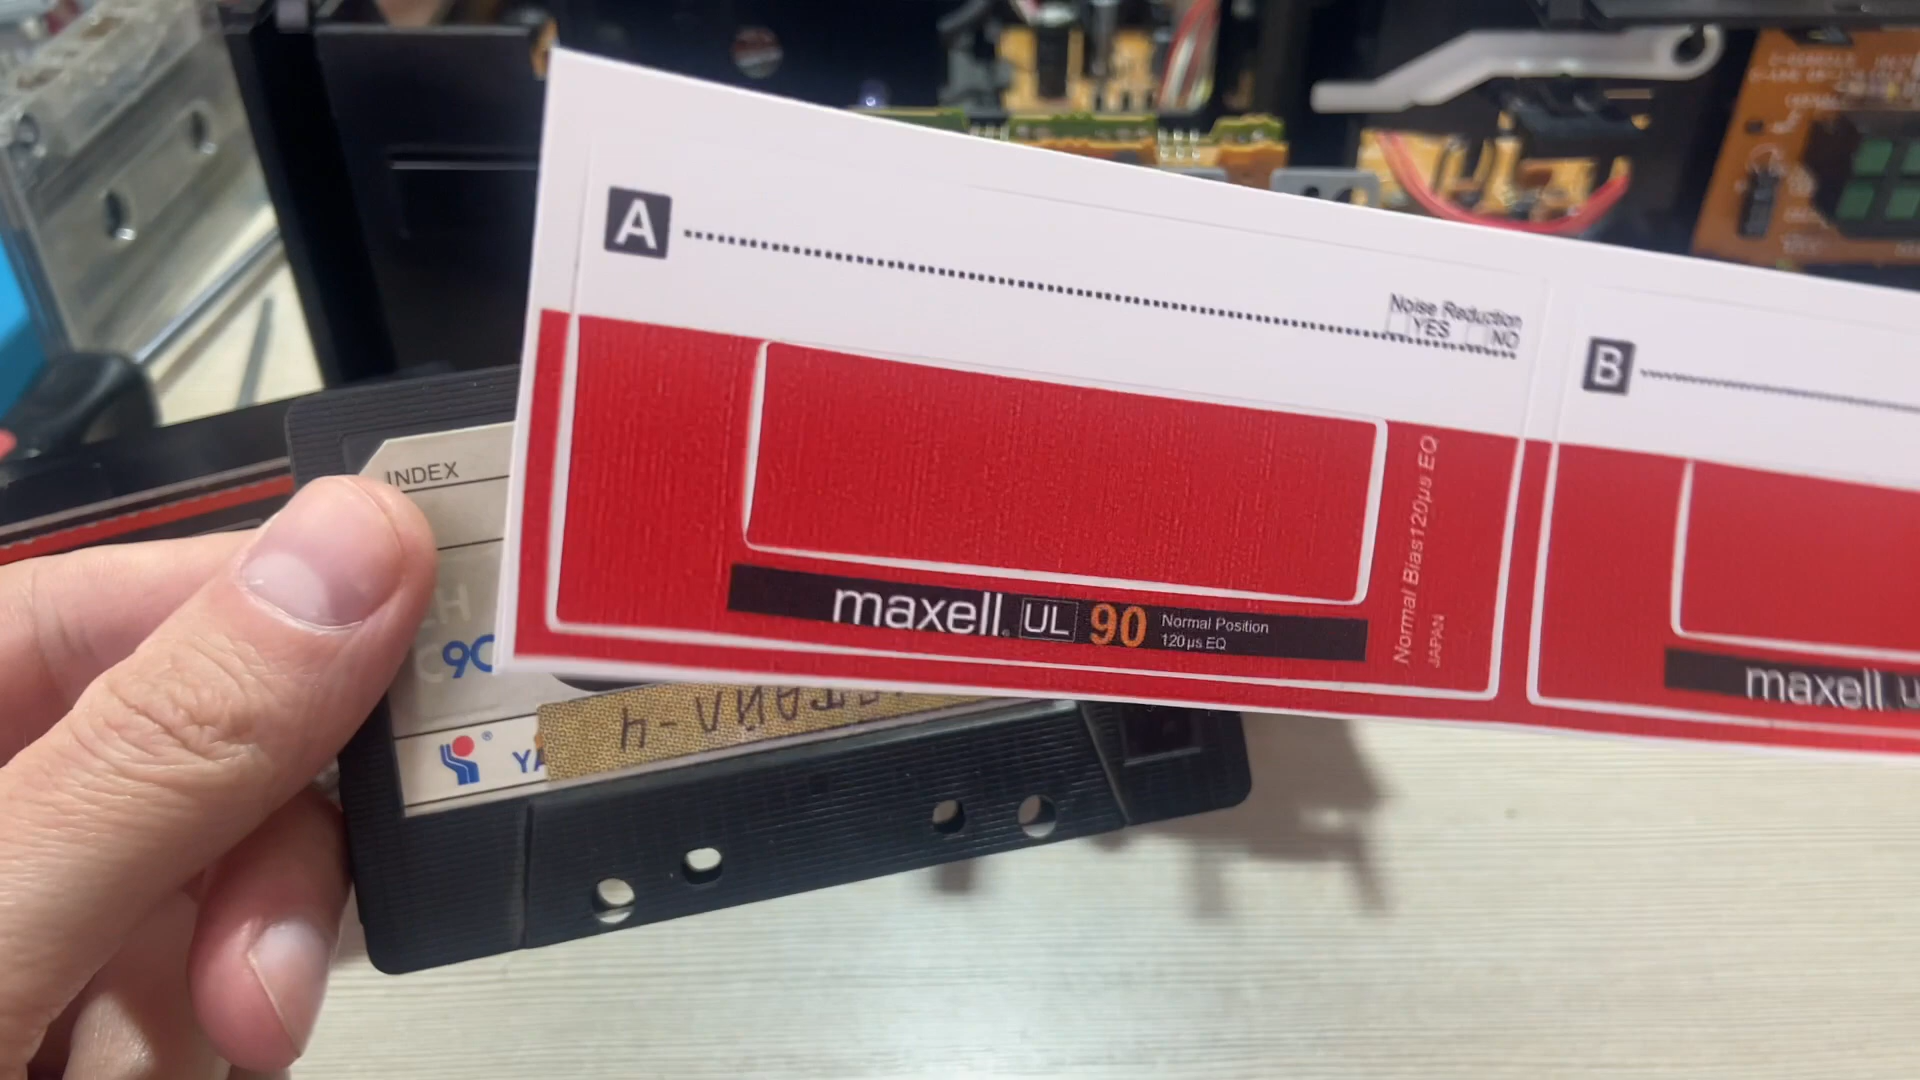 A
Noise Reduction
YES NO
B
Normal Bias 120µs EQ
JAPAN
maxell UL 90 Normal Position
120µs EQ
maxell
INDEX
C90
YA